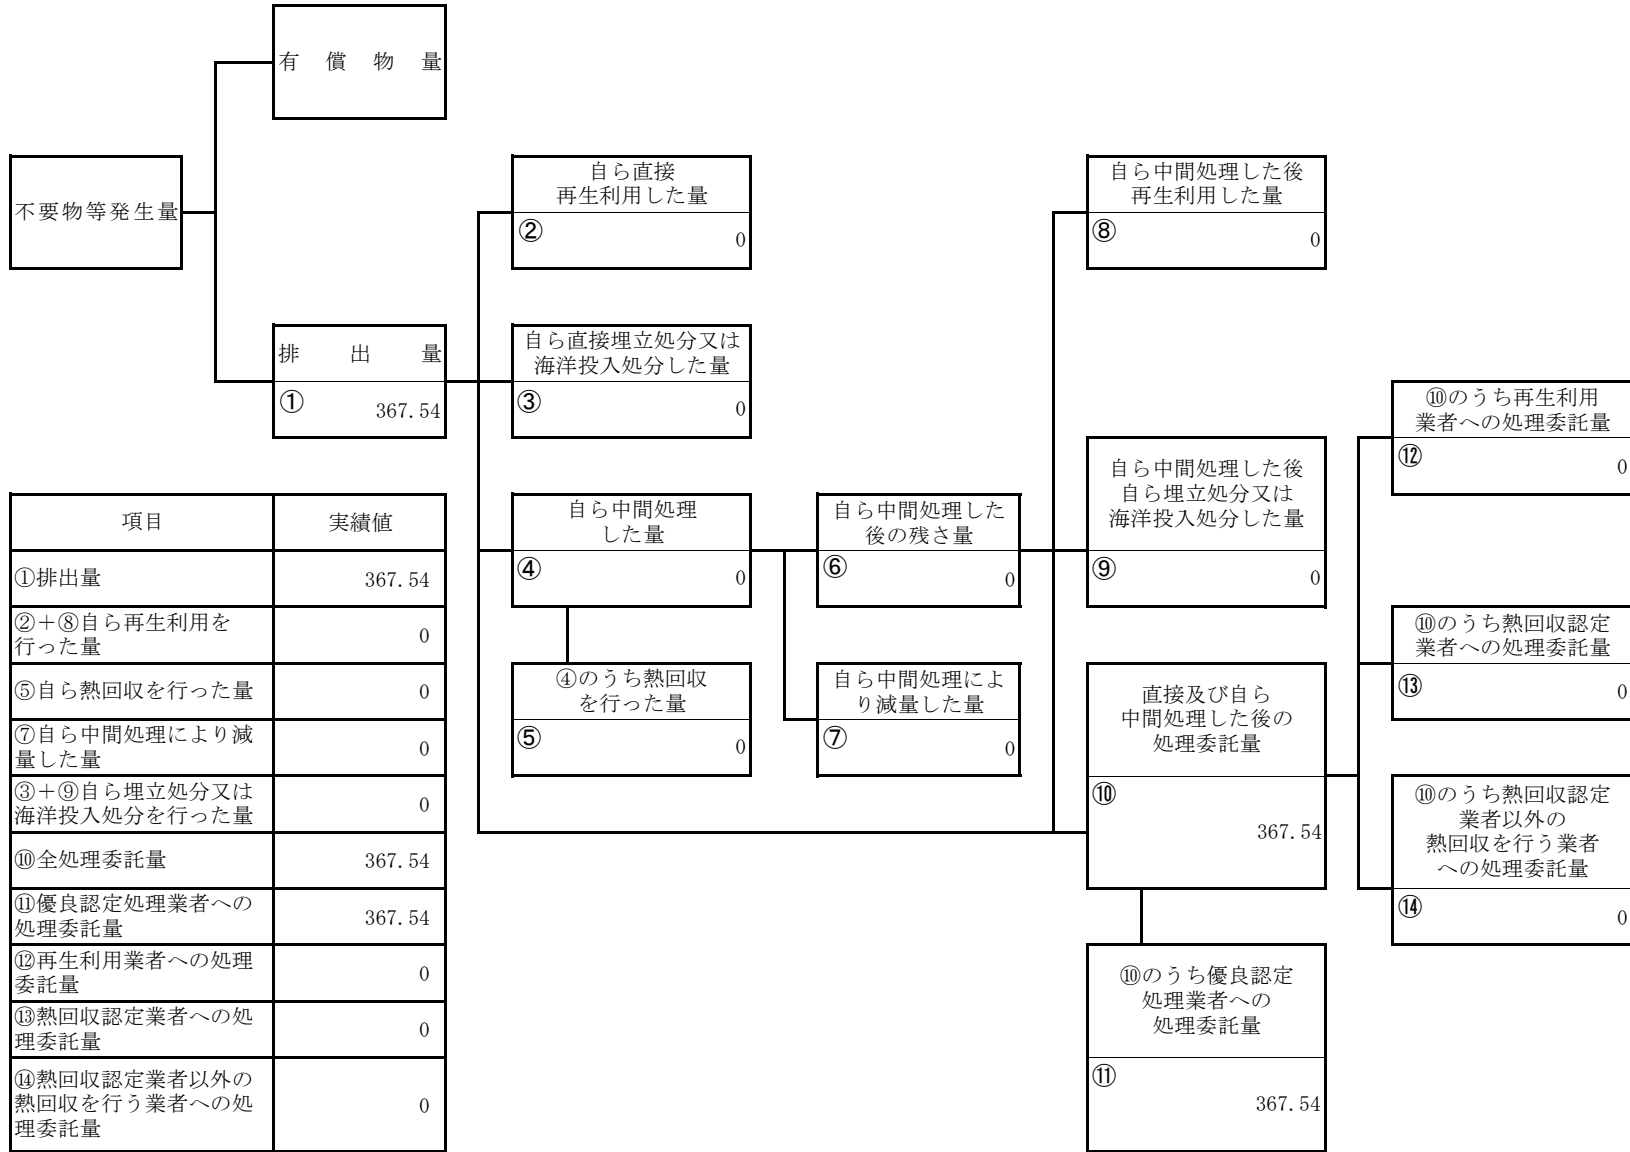 有償物量
不要物等発生量
排出量
① 367.54
自ら直接
再生利用した量
② 0
自ら直接埋立処分又は
海洋投入処分した量
③ 0
自ら中間処理
した量
④ 0
④のうち熱回収
を行った量
⑤ 0
自ら中間処理した
後の残さ量
⑥ 0
自ら中間処理によ
り減量した量
⑦ 0
自ら中間処理した後
再生利用した量
⑧ 0
自ら中間処理した後
自ら埋立処分又は
海洋投入処分した量
⑨ 0
直接及び自ら
中間処理した後の
処理委託量
⑩
367.54
⑩のうち優良認定
処理業者への
処理委託量
⑪
367.54
⑩のうち再生利用
業者への処理委託量
⑫ 0
⑩のうち熱回収認定
業者への処理委託量
⑬ 0
⑩のうち熱回収認定
業者以外の
熱回収を行う業者
への処理委託量
⑭ 0
項目 実績値
①排出量 367.54
②＋⑧自ら再生利用を
行った量 0
⑤自ら熱回収を行った量 0
⑦自ら中間処理により減
量した量 0
③＋⑨自ら埋立処分又は
海洋投入処分を行った量 0
⑩全処理委託量 367.54
⑪優良認定処理業者への
処理委託量 367.54
⑫再生利用業者への処理
委託量 0
⑬熱回収認定業者への処
理委託量 0
⑭熱回収認定業者以外の
熱回収を行う業者への処
理委託量 0